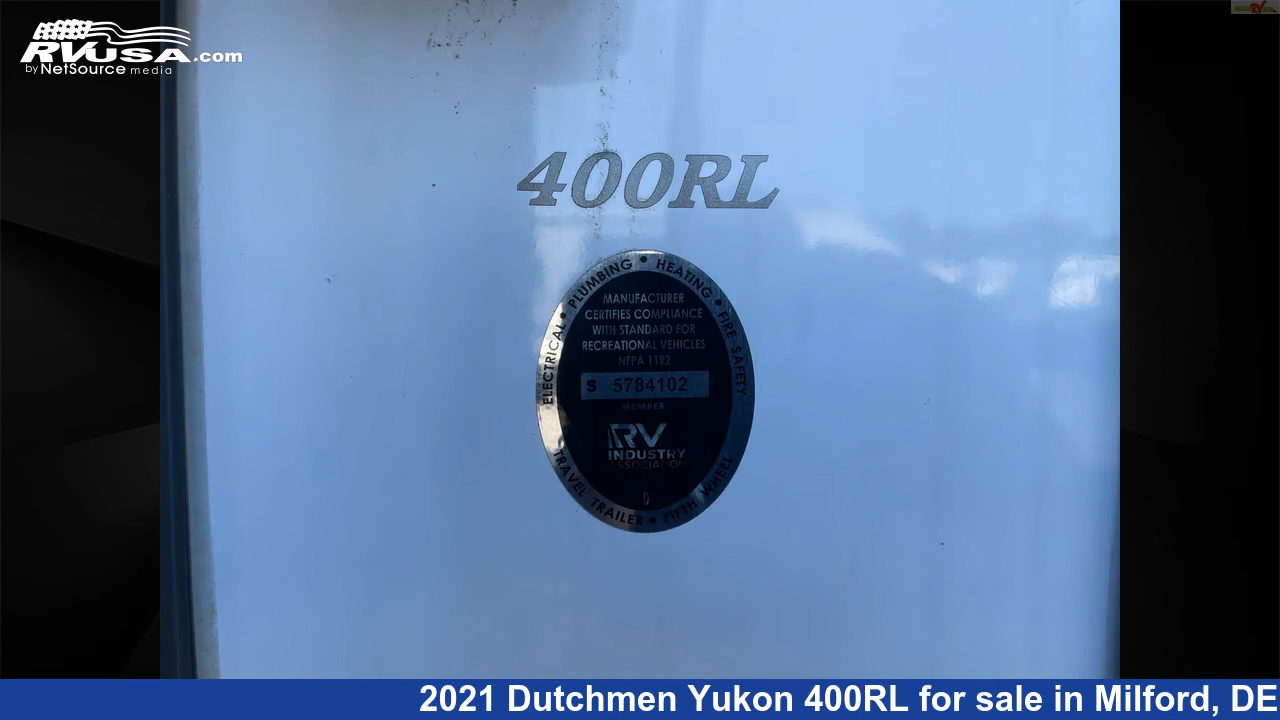 RVUSA.com
by NetSource media
400RL
PLUMBING • HEATING
ELECTRICAL • • FIRE SAFETY
MANUFACTURER
CERTIFIES COMPLIANCE
WITH STANDARD FOR
RECREATIONAL VEHICLES
NFPA 1192
S 5784102
MEMBER
RV
INDUSTRY
ASSOCIATION
TRAVEL TRAILER • FIFTH WHEEL
2021 Dutchmen Yukon 400RL for sale in Milford, DE